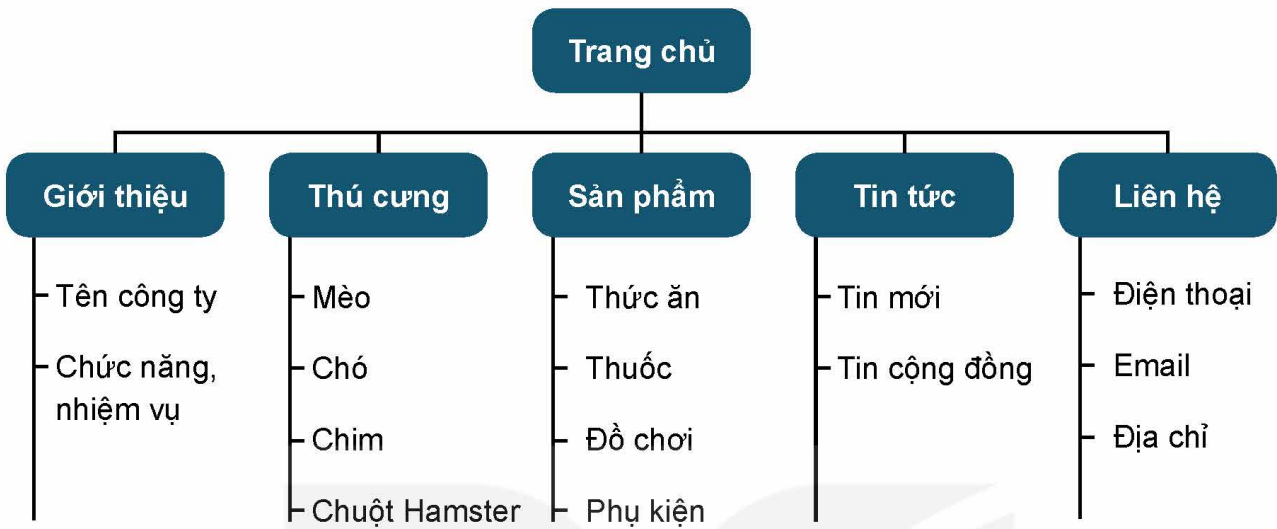 Trang chủ
Giới thiệu
Tên công ty
Chức năng,
nhiệm vụ
Thú cưng
Mèo
Chó
Chim
Chuột Hamster
Sản phẩm
Thức ăn
Thuốc
Đồ chơi
Phụ kiện
Tin tức
Tin mới
Tin cộng đồng
Liên hệ
Điện thoại
Email
Địa chỉ